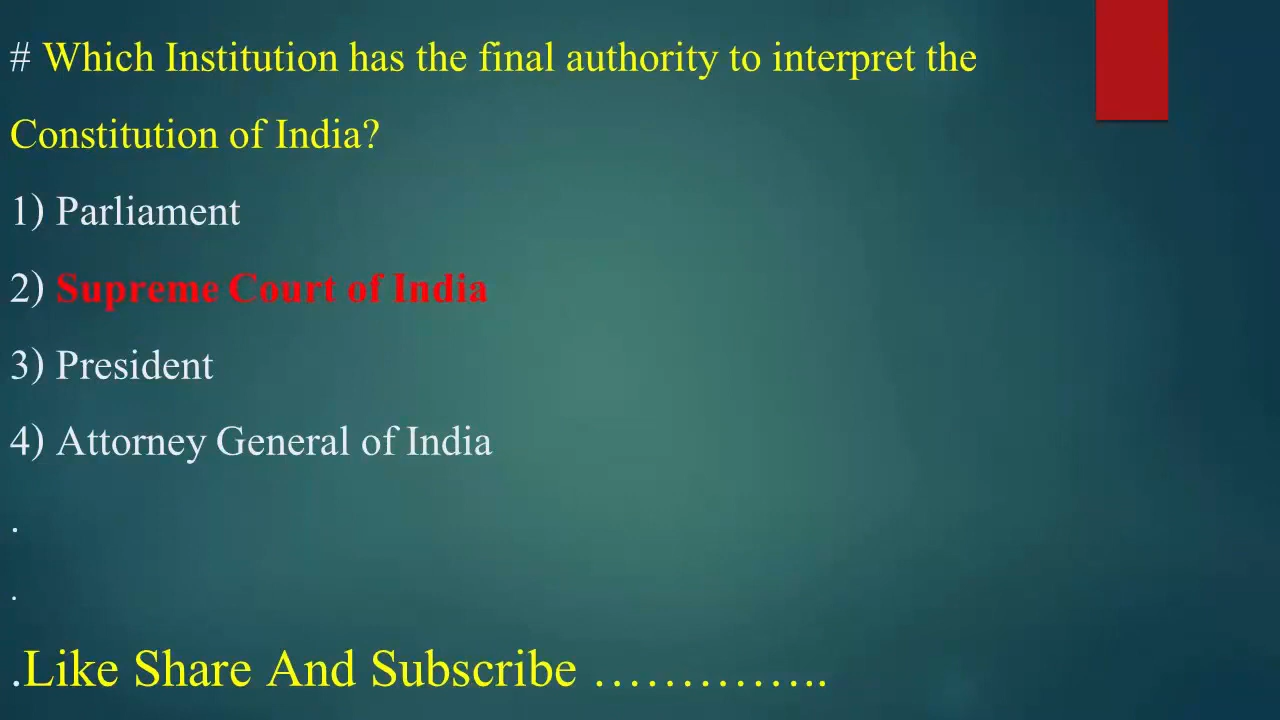 # Which Institution has the final authority to interpret the
Constitution of India?
1) Parliament
2) Supreme Court of India
3) President
4) Attorney General of India
.
.
.Like Share And Subscribe …………..